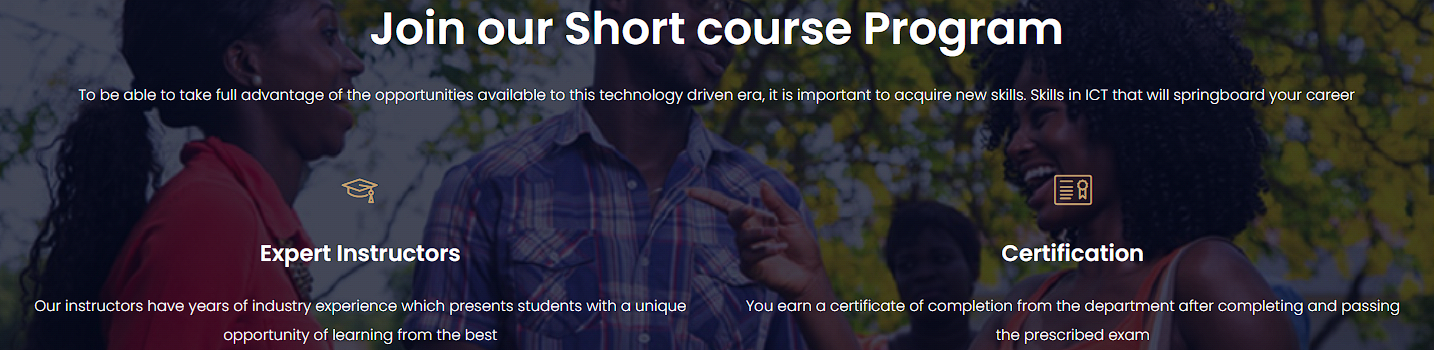 Join our Short course Program
To be able to take full advantage of the opportunities available to this technology driven era, it is important to acquire new skills. Skills in ICT that will springboard your career
Expert Instructors
Our instructors have years of industry experience which presents students with a unique
opportunity of learning from the best
Certification
You earn a certificate of completion from the department after completing and passing
the prescribed exam